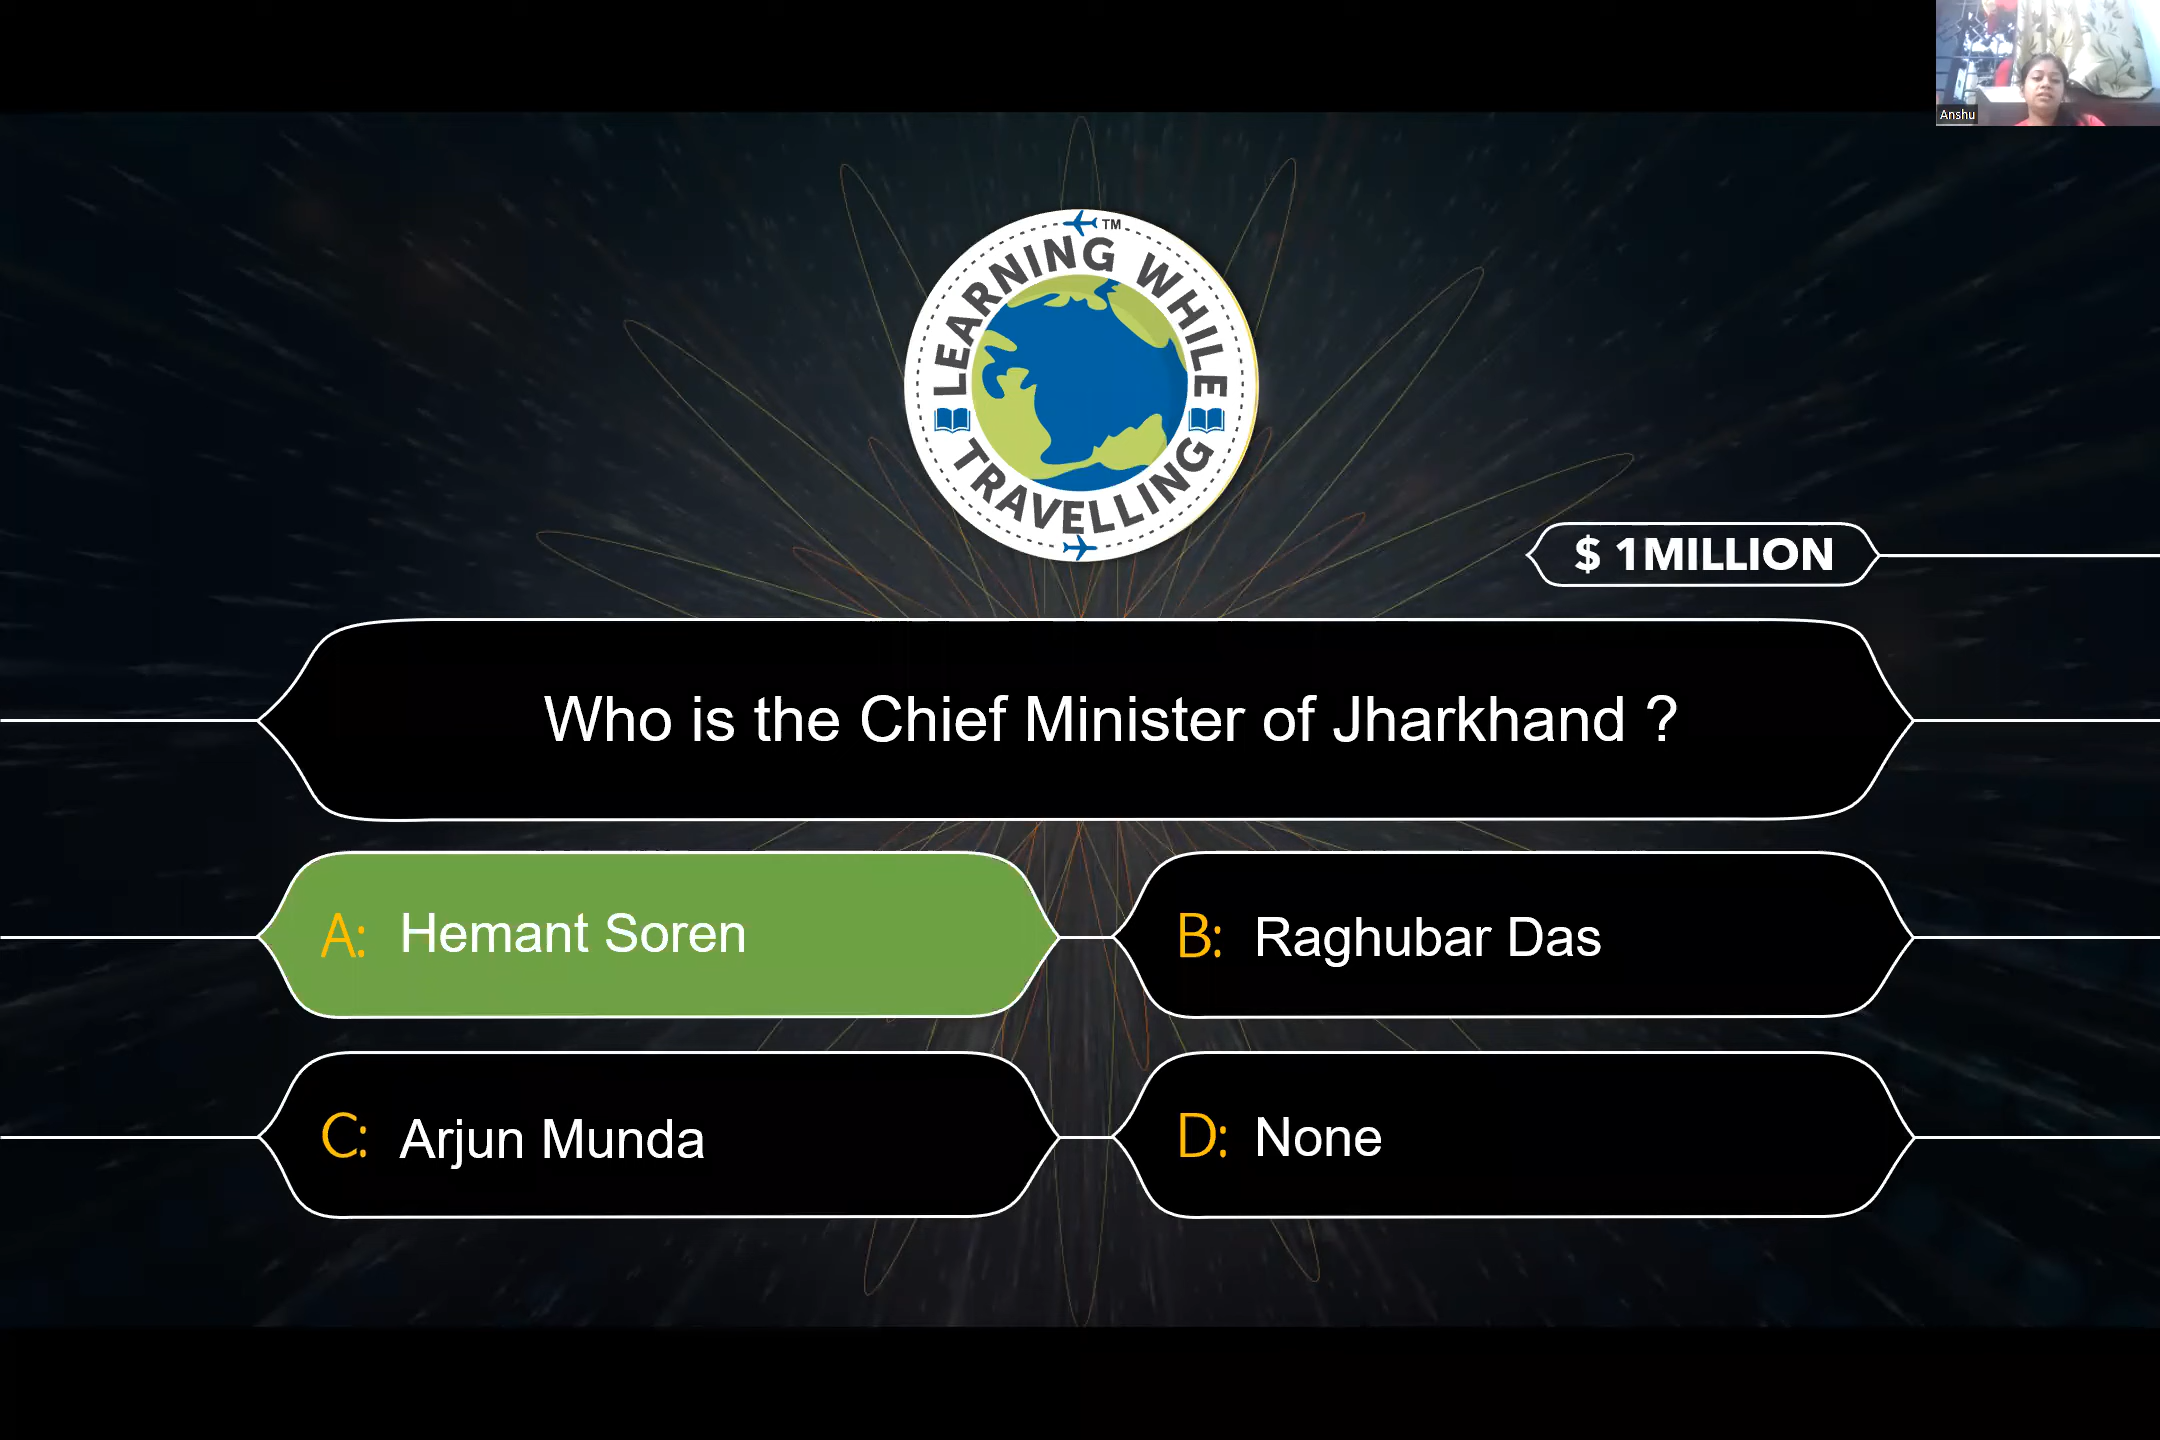 Anshu
LEARNING WHILE
TRAVELLING
TM
$ 1MILLION
Who is the Chief Minister of Jharkhand ?
A: Hemant Soren
B: Raghubar Das
C: Arjun Munda
D: None